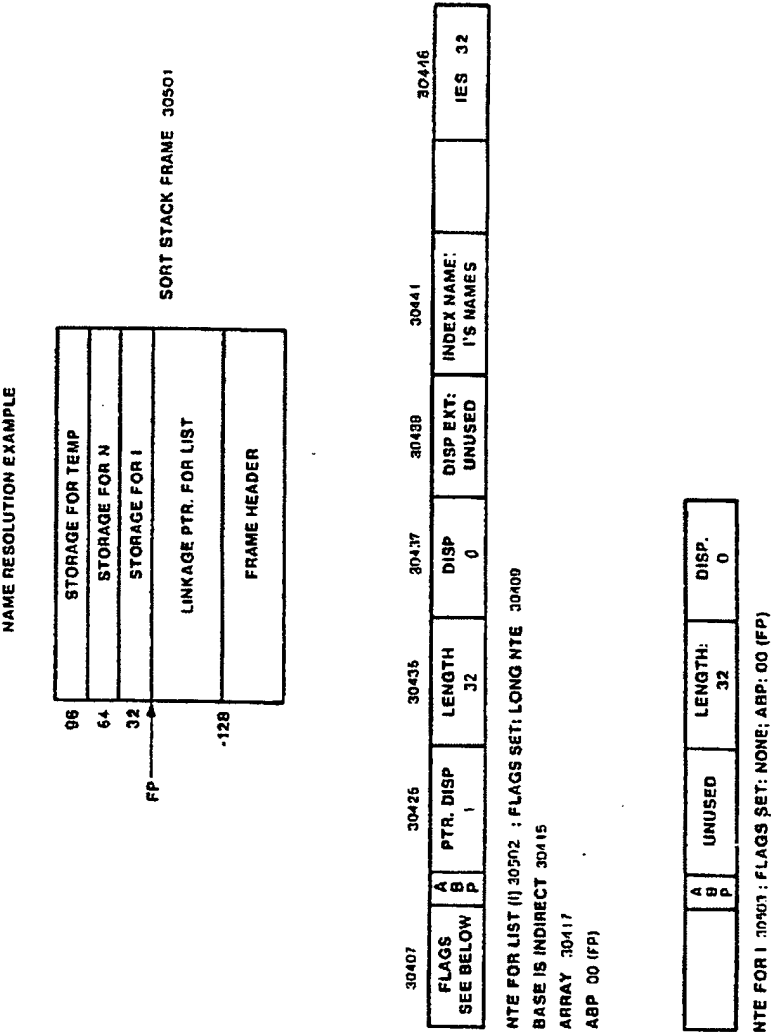 NAME RESOLUTION EXAMPLE
96
STORAGE FOR TEMP
64
STORAGE FOR N
32
STORAGE FOR I
FP
LINKAGE PTR. FOR LIST
-128
FRAME HEADER
SORT STACK FRAME 30501
30407
30425
30435
30437
30439
30441
30446
FLAGS
SEE BELOW
A
B
P
PTR. DISP
1
LENGTH
32
DISP
0
DISP EXT:
UNUSED
INDEX NAME:
I'S NAMES
IES 32
NTE FOR LIST (I) 30502 : FLAGS SET: LONG NTE 30409
BASE IS INDIRECT 30415
ARRAY 30417
ABP 00 (FP)
A
B
P
UNUSED
LENGTH:
32
DISP.
0
NTE FOR I 30503 : FLAGS SET: NONE; ABP: 00 (FP)